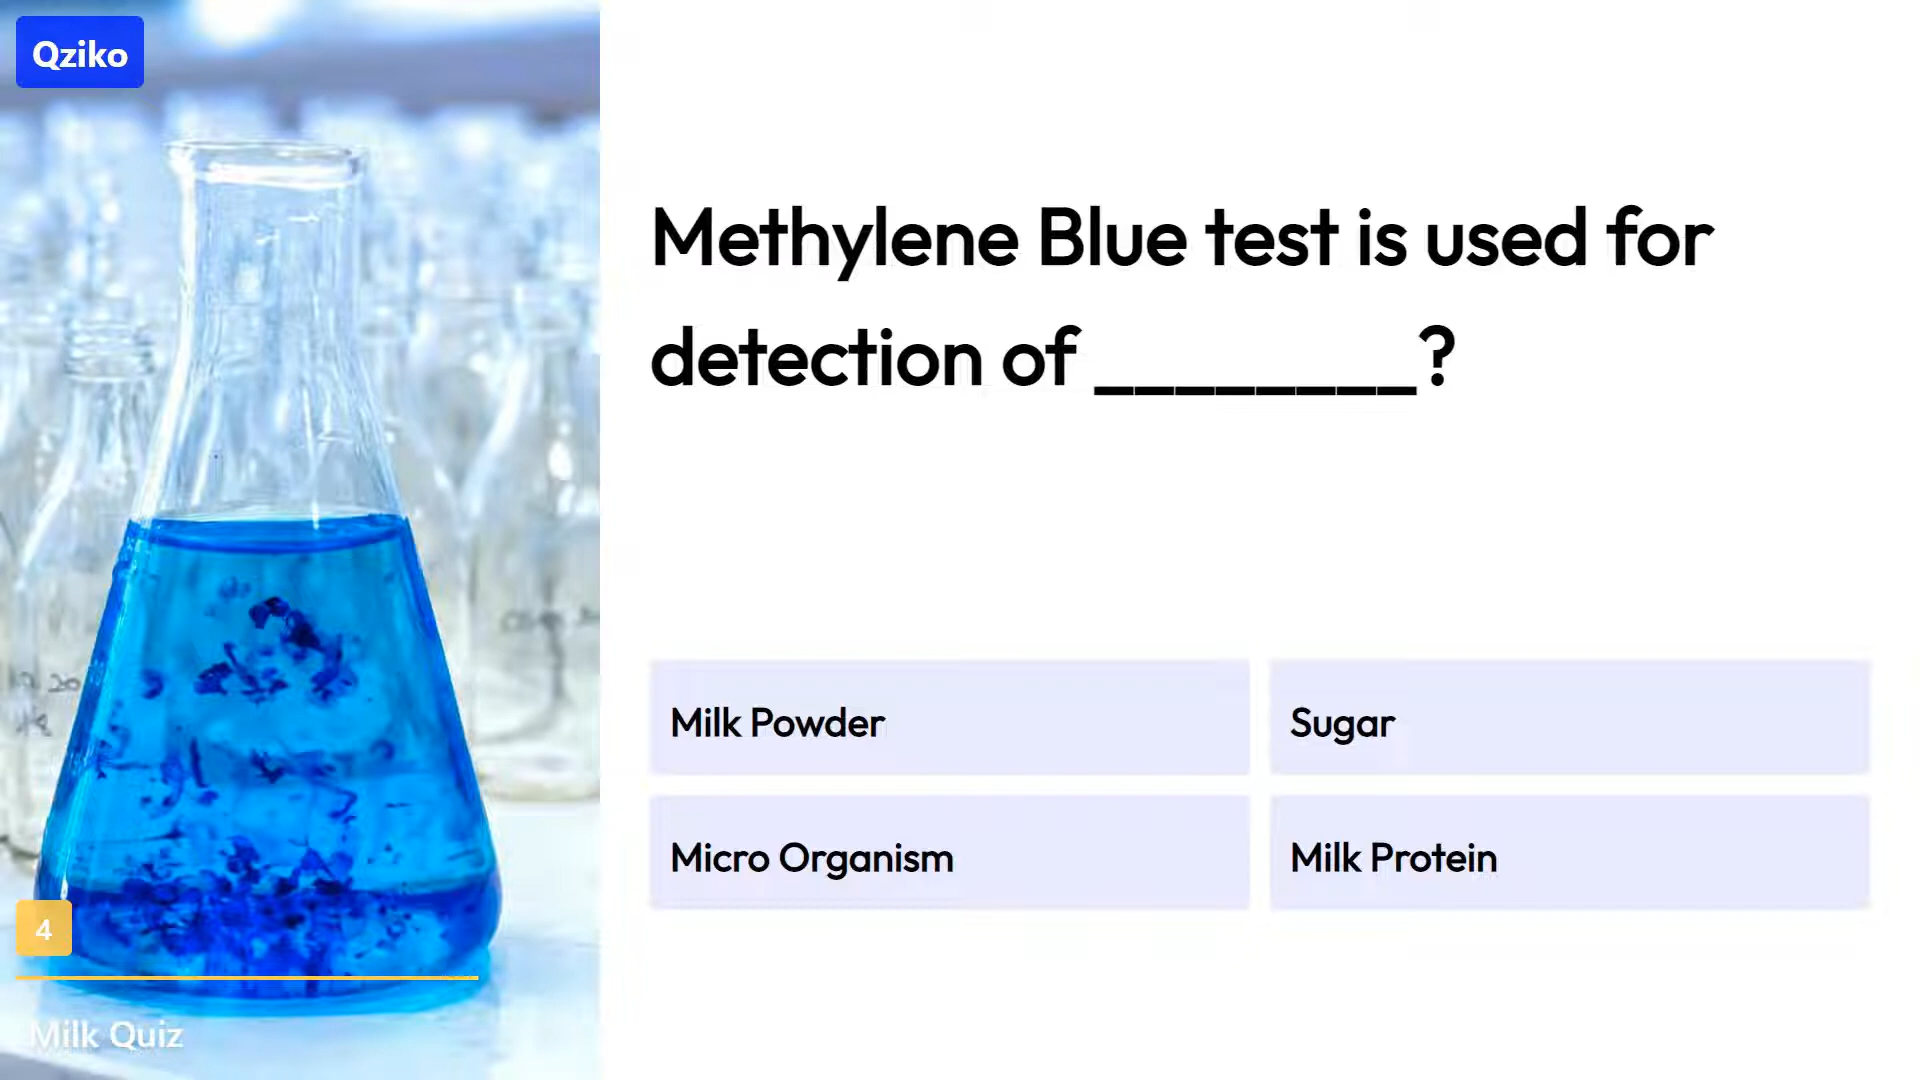 Qziko
Methylene Blue test is used for
detection of ________?
Milk Powder
Sugar
Micro Organism
Milk Protein
4
Milk Quiz